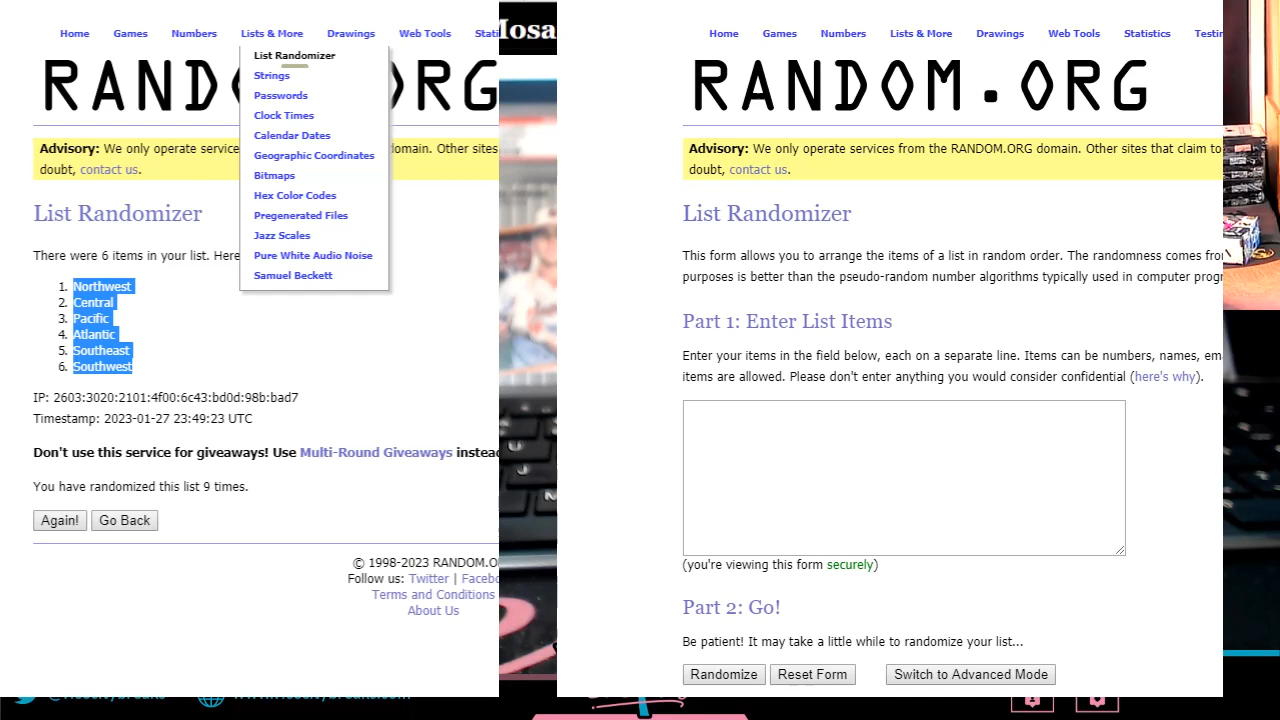 Home Games Numbers Lists & More Drawings Web Tools
List Randomizer
Strings
Passwords
Clock Times
Calendar Dates
Geographic Coordinates
Bitmaps
Hex Color Codes
Pregenerated Files
Jazz Scales
Pure White Audio Noise
Samuel Beckett
Advisory: We only operate
doubt, contact us.
List Randomizer
There were 6 items in your list.
1. Northwest
2. Central
3. Pacific
4. Atlantic
5. Southeast
6. Southwest
IP: 2603:3020:2101:4f00:6c43:bd0d:98b:bad7
Timestamp: 2023-01-27 23:49:23 UTC
Don't use this service for giveaways! Use Multi-Round Giveaways
You have randomized this list 9 times.
Again! Go Back
© 1998-2023
Follow us: Twitter |
Terms and Conditions
About Us
Home Games Numbers Lists & More Drawings Web Tools Statistics
RANDOM.ORG
Advisory: We only operate services from the RANDOM.ORG domain. Other sites that claim to
doubt, contact us.
List Randomizer
This form allows you to arrange the items of a list in random order. The randomness comes
purposes is better than the pseudo-random number algorithms typically used in computer
Part 1: Enter List Items
Enter your items in the field below, each on a separate line. Items can be numbers, names,
items are allowed. Please don't enter anything you would consider confidential (here's why).
(you're viewing this form securely)
Part 2: Go!
Be patient! It may take a little while to randomize your list...
Randomize Reset Form Switch to Advanced Mode